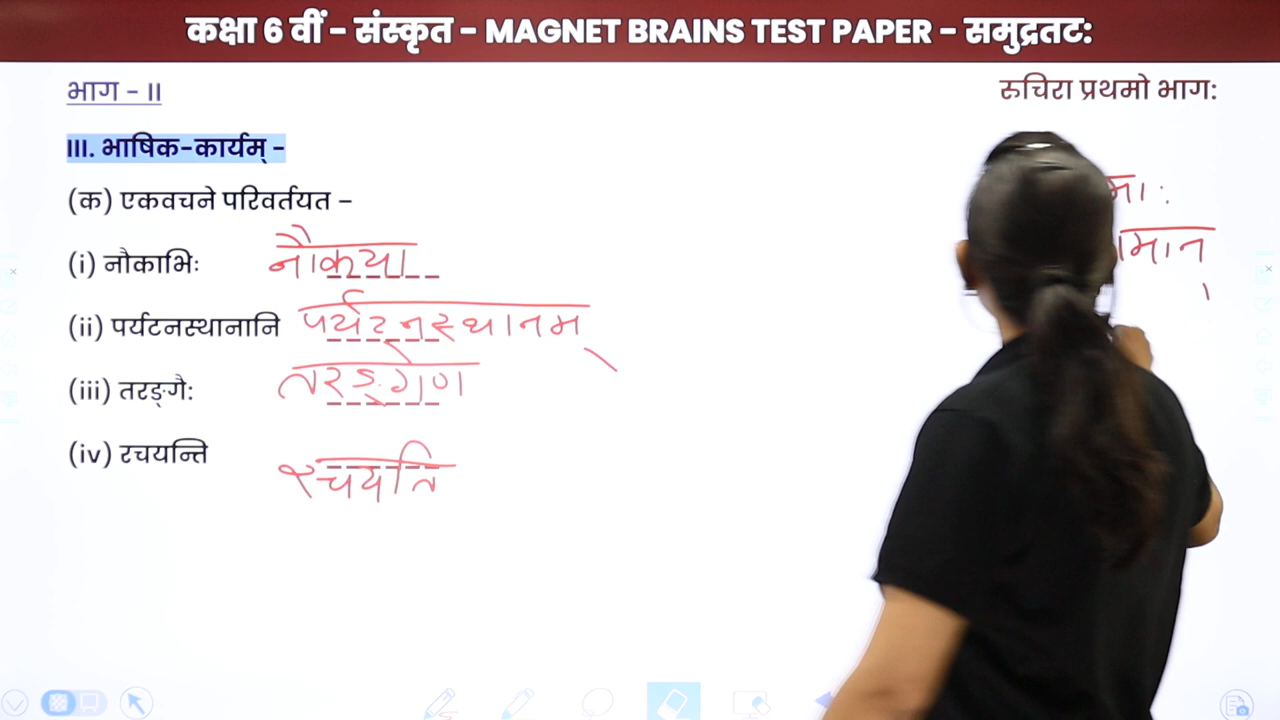 कक्षा 6 वीं - संस्कृत - MAGNET BRAINS TEST PAPER - समुद्रतट:
भाग - II
रुचिरा प्रथमो भाग:
III. भाषिक-कार्यम् -
(क) एकवचने परिवर्तयत –
(i) नौकाभिः नौकया
(ii) पर्यटनस्थानानि पर्यटनस्थानम्
(iii) तरङ्गै: तरङ्गेण
(iv) रचयन्ति रचयति